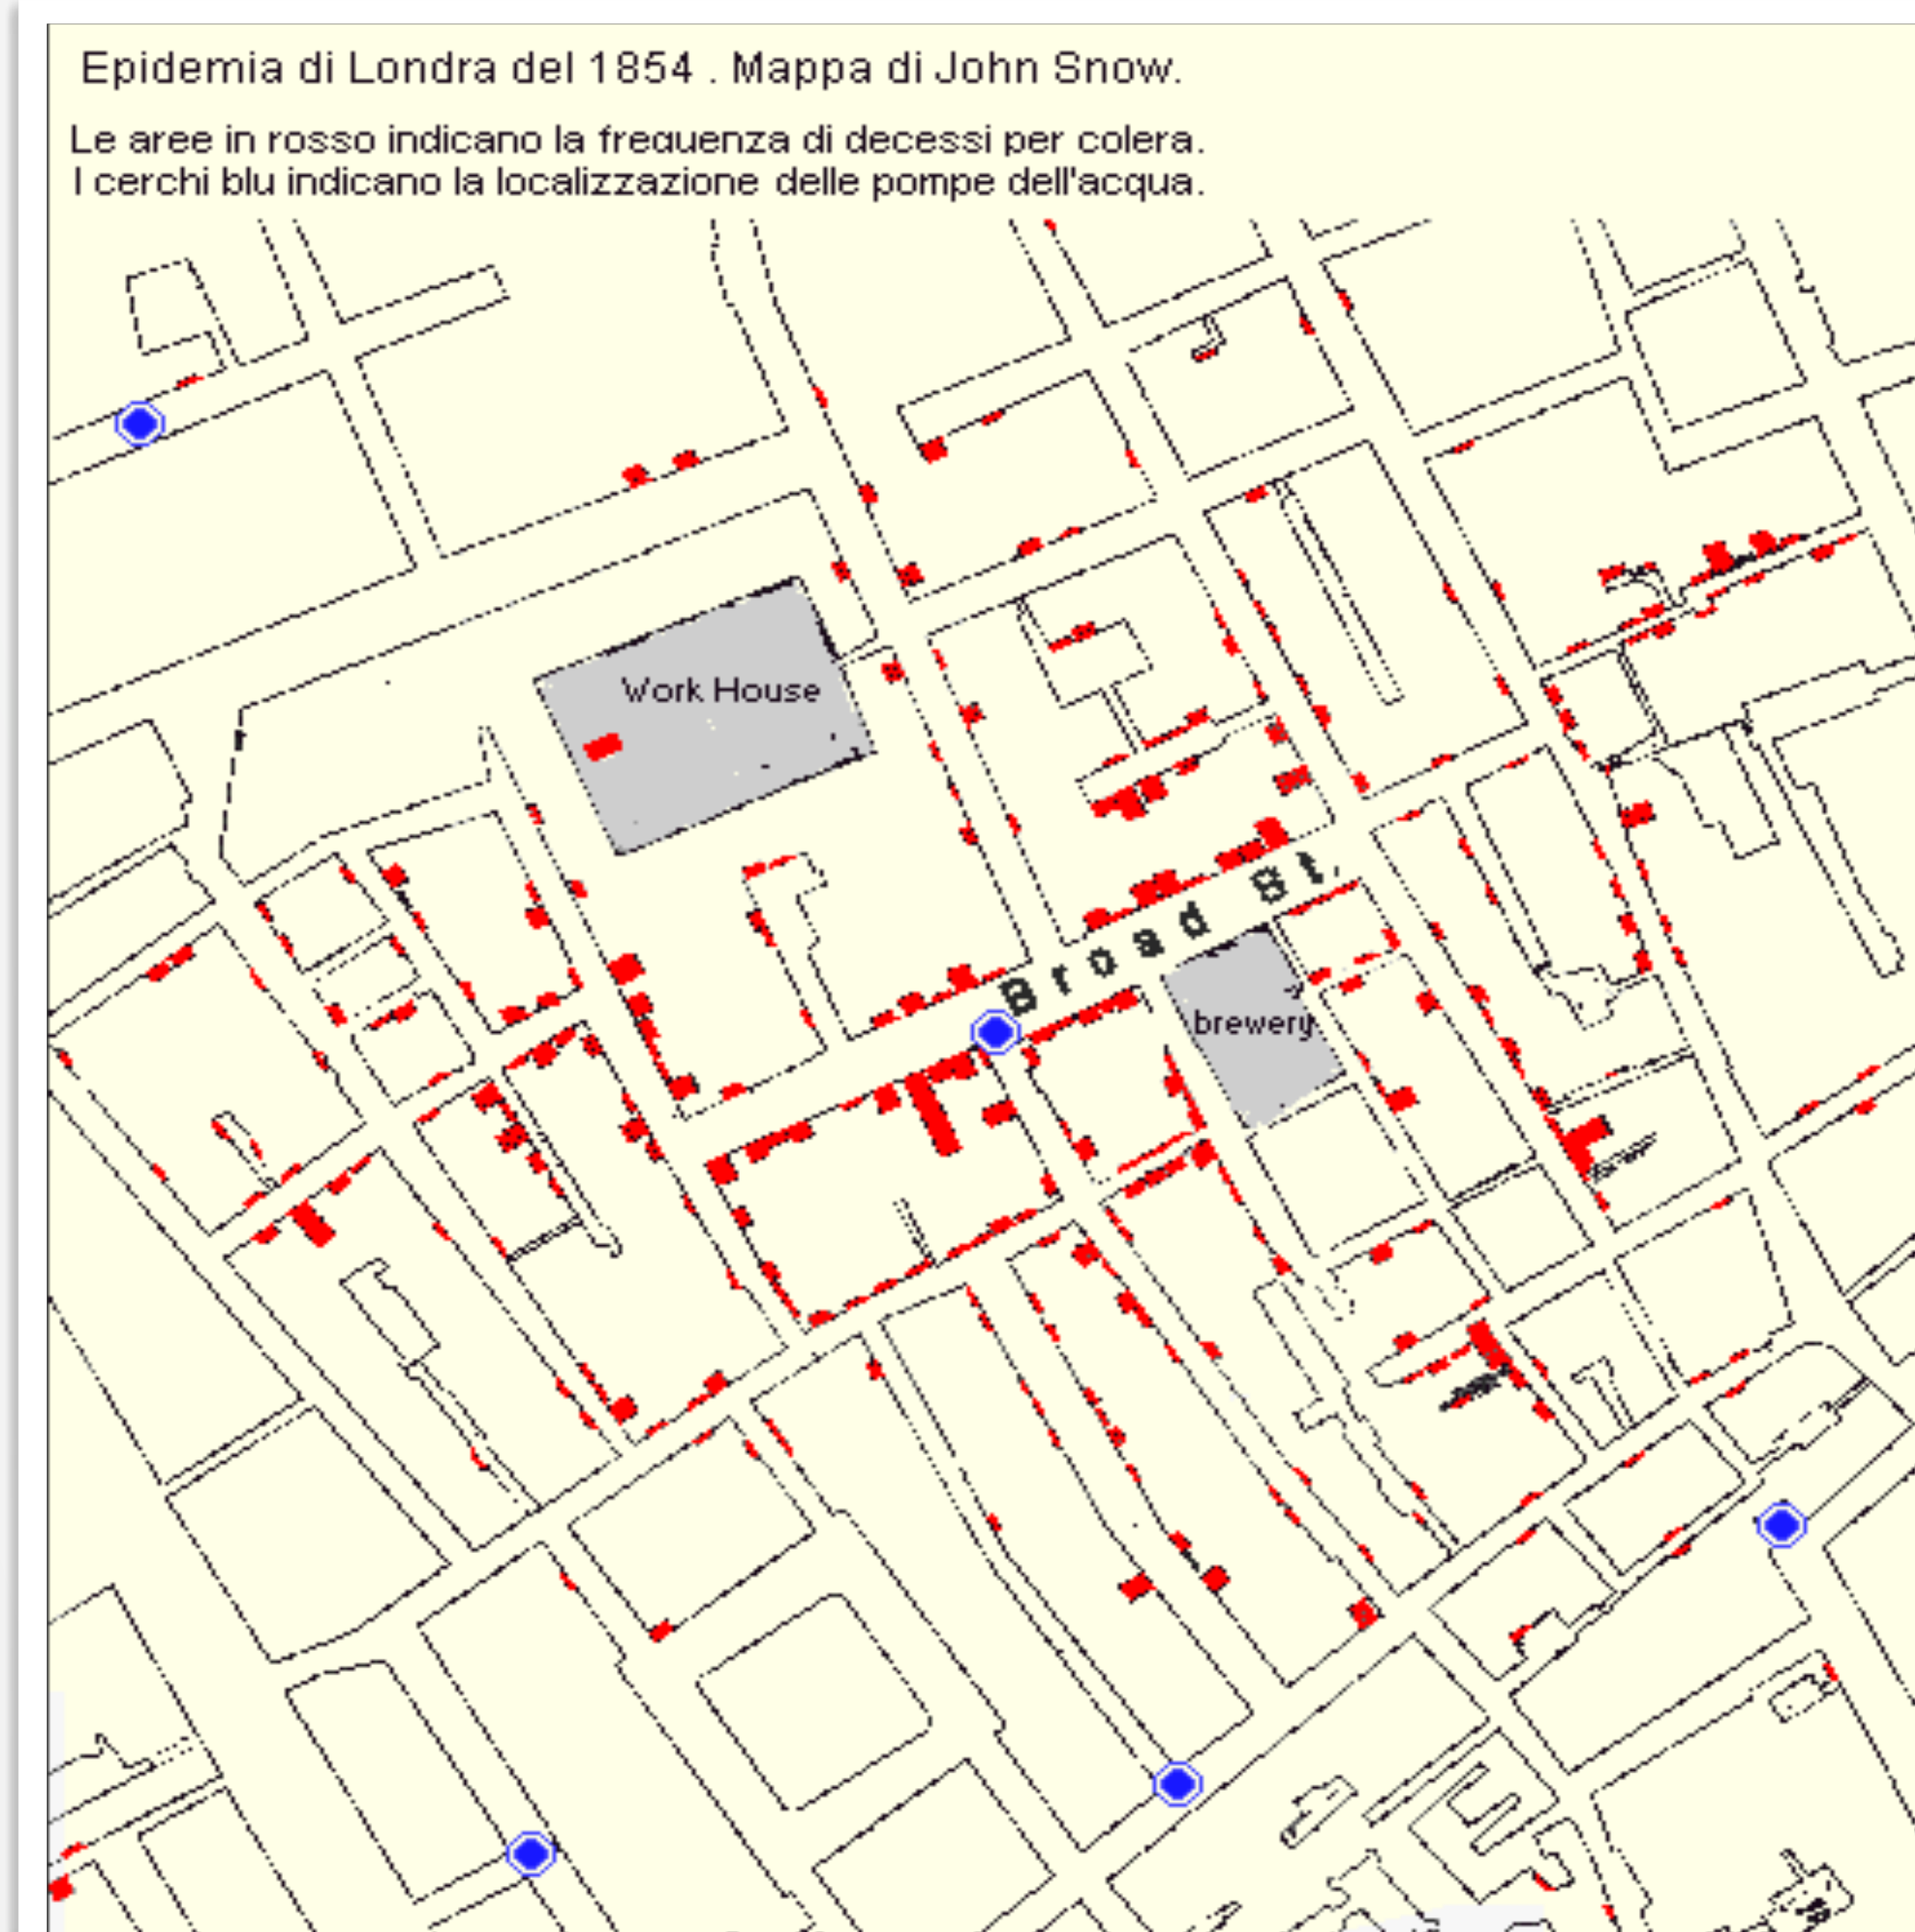 Epidemia di Londra del 1854 . Mappa di John Snow.
Le aree in rosso indicano la frequenza di decessi per colera.
I cerchi blu indicano la localizzazione delle pompe dell'acqua.
Work House
Broad St.
brewery